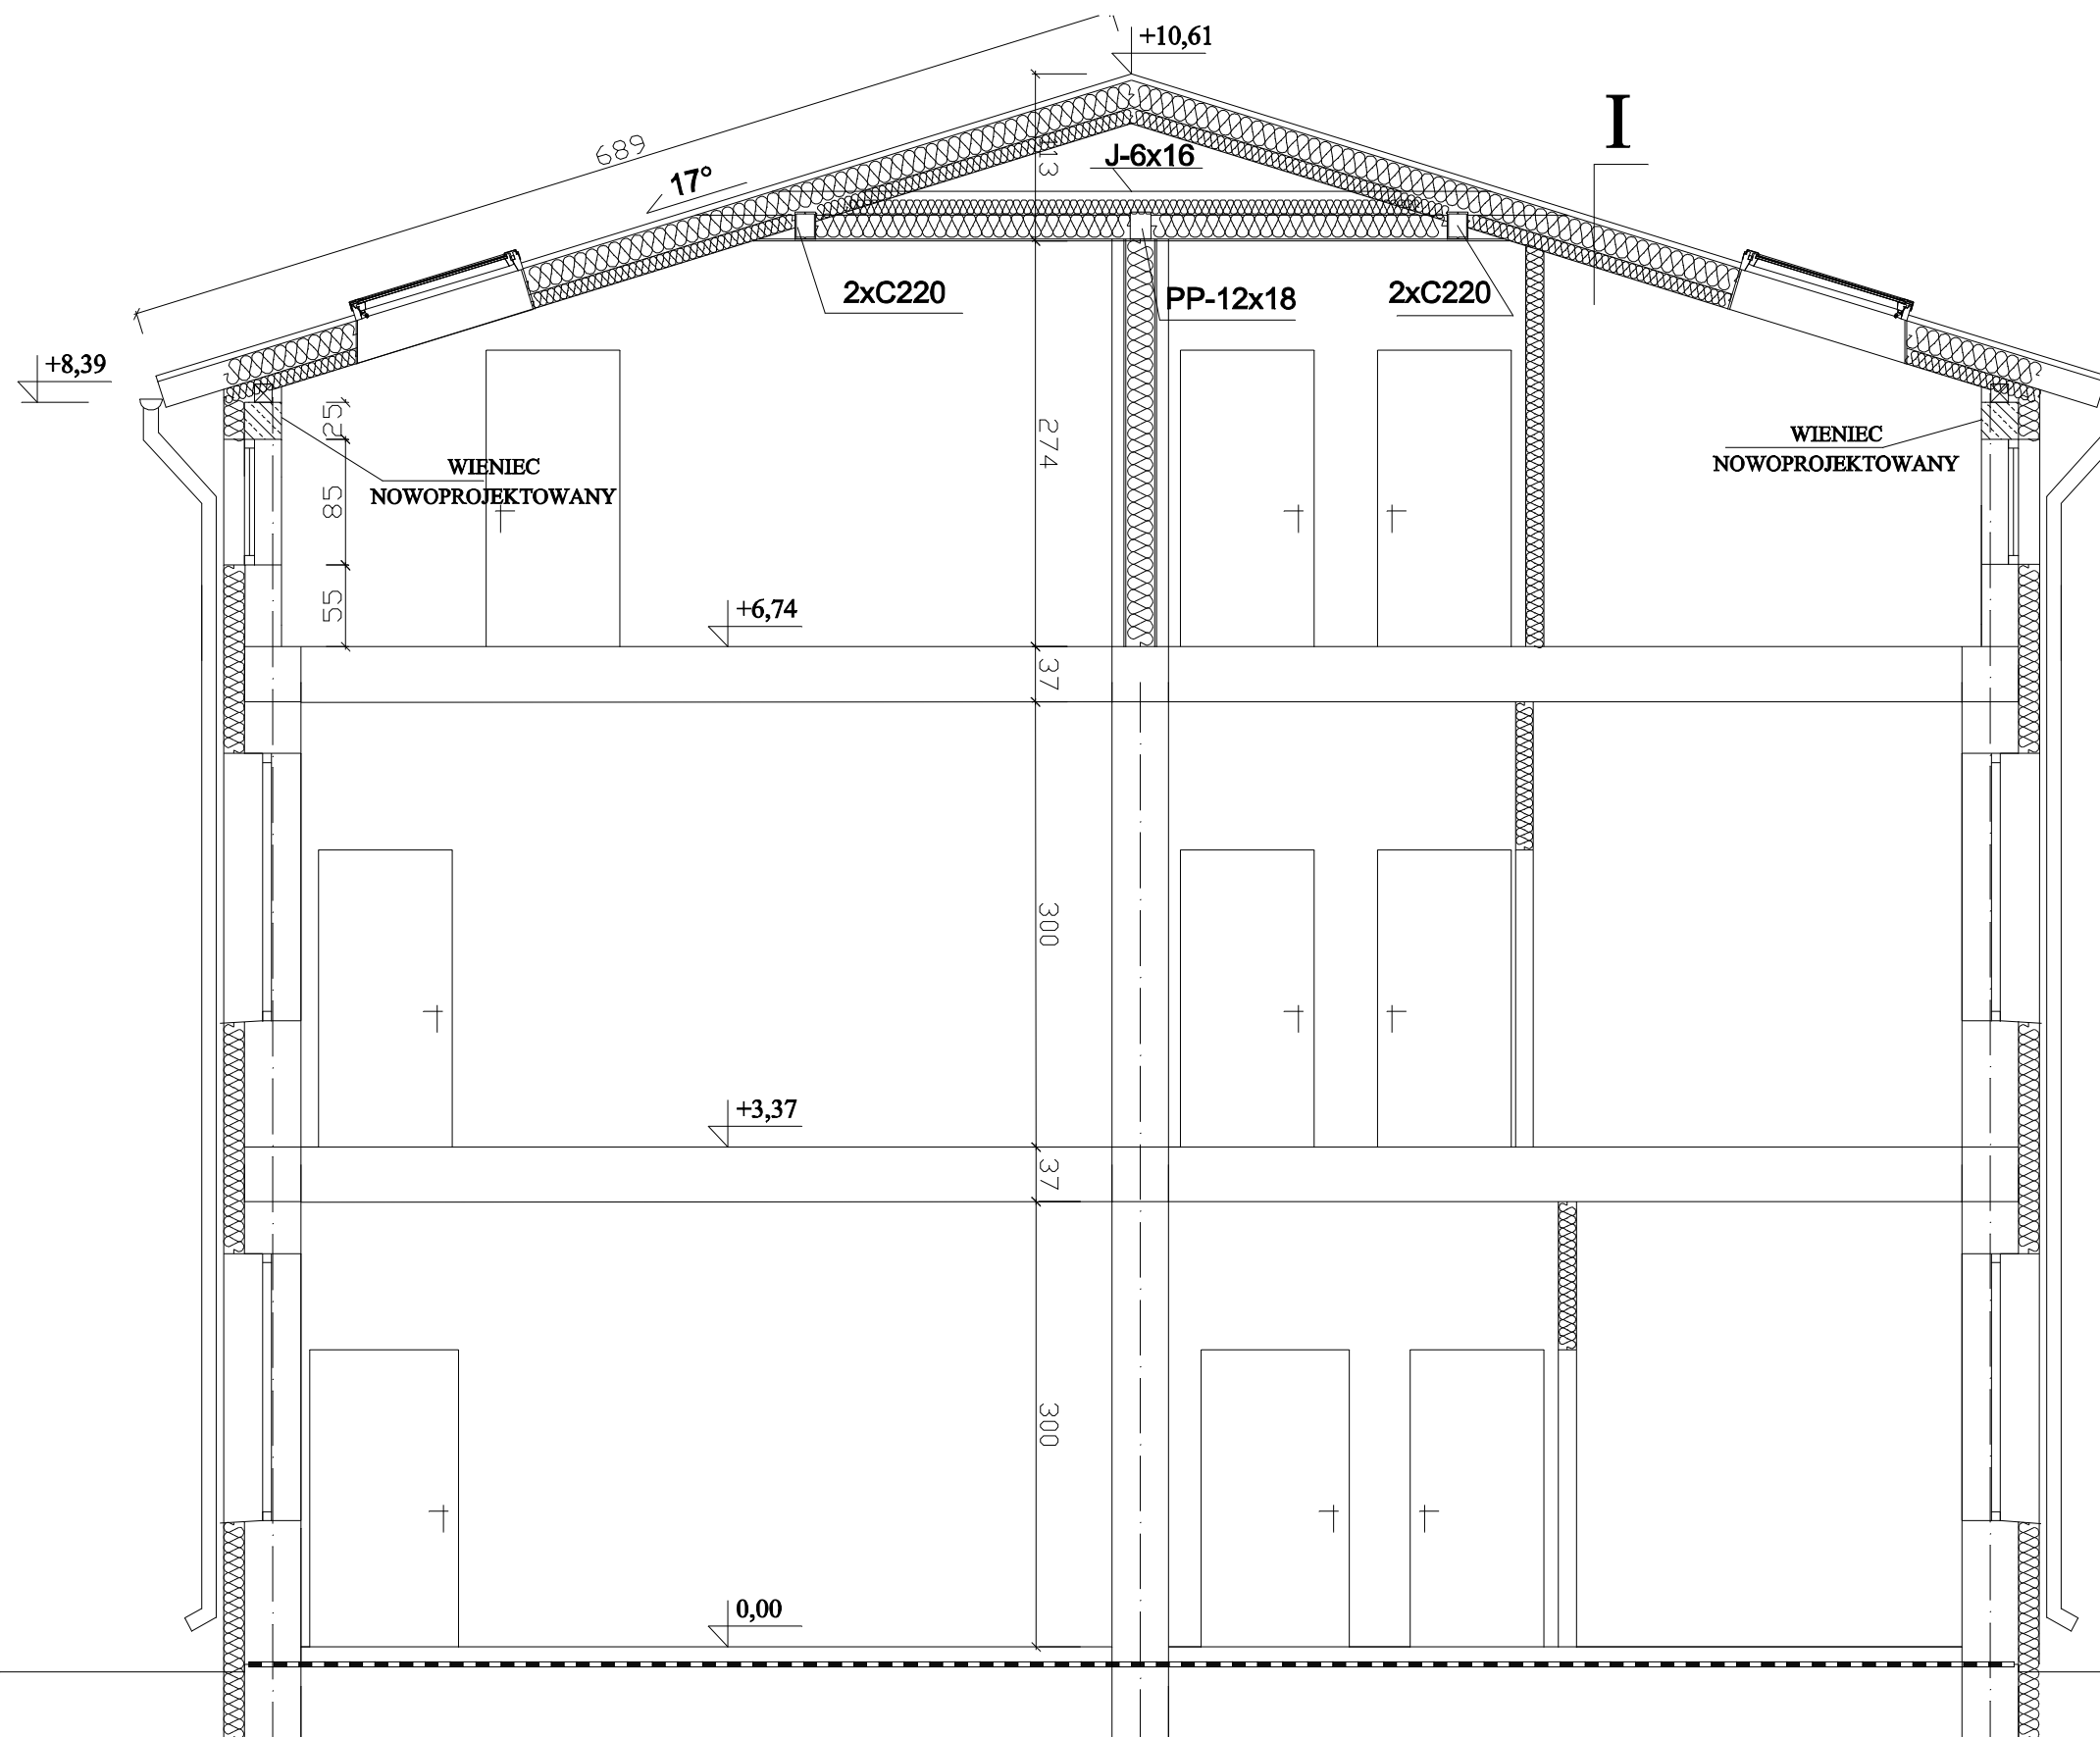 +10,61
I
689
113
J-6x16
17°
2xC220
PP-12x18
2xC220
+8,39
25
274
WIENIEC
NOWOPROJEKTOWANY
WIENIEC
NOWOPROJEKTOWANY
85
55
+6,74
37
300
+3,37
37
300
0,00